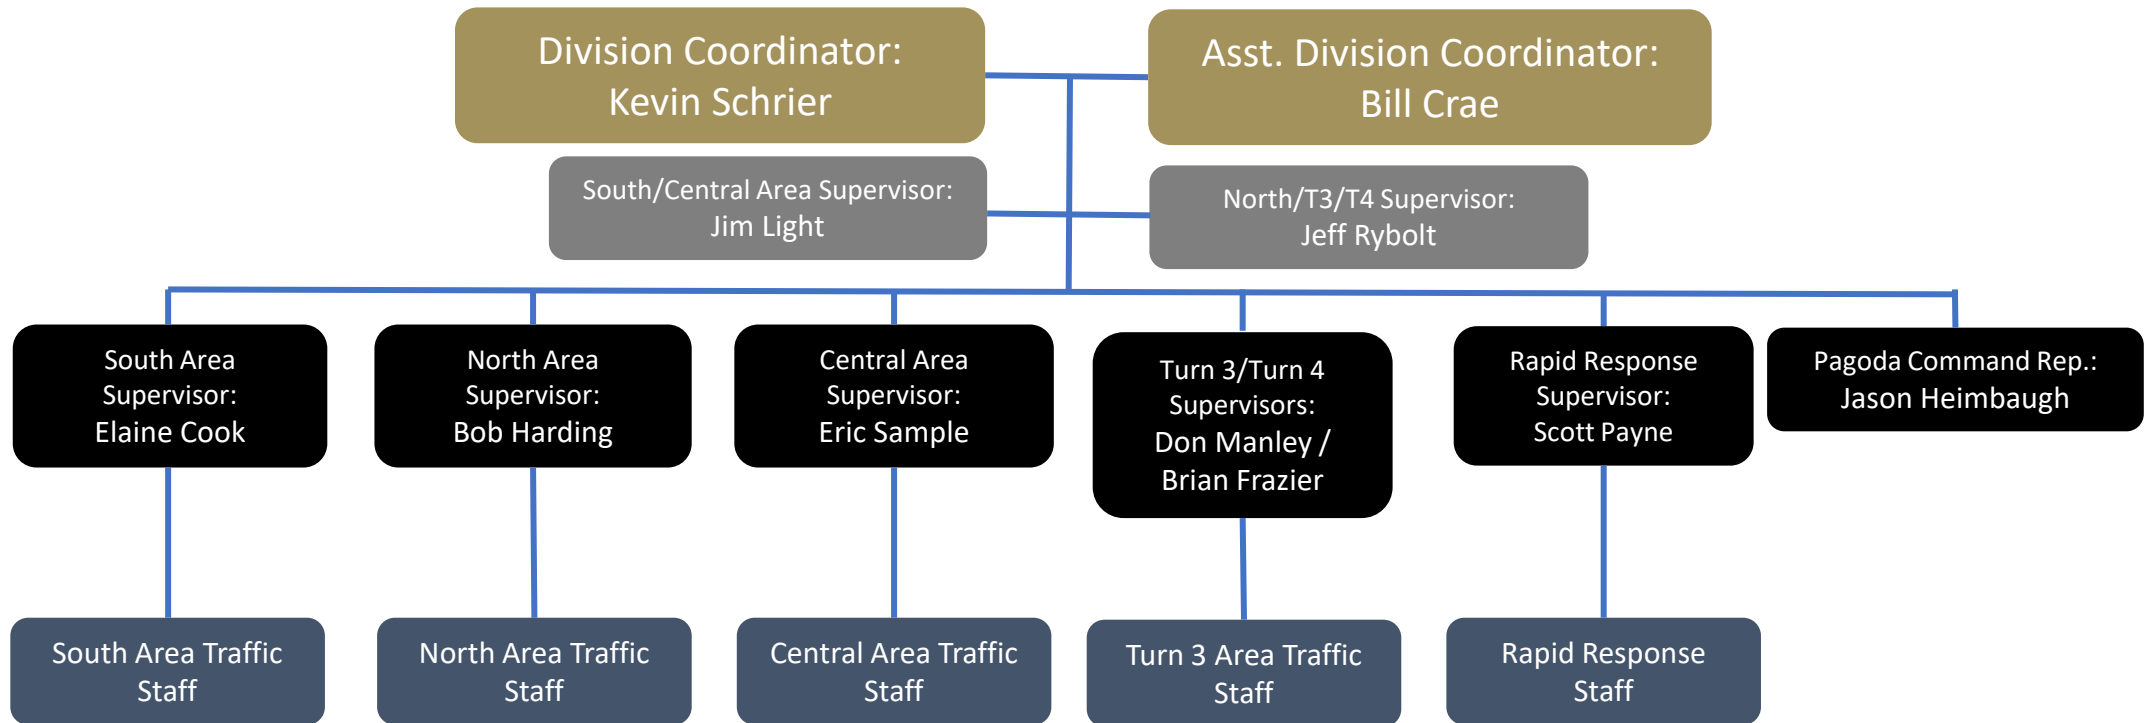 Division Coordinator:
Kevin Schrier
Asst. Division Coordinator:
Bill Crae
South/Central Area Supervisor:
Jim Light
North/T3/T4 Supervisor:
Jeff Rybolt
South Area
Supervisor:
Elaine Cook
North Area
Supervisor:
Bob Harding
Central Area
Supervisor:
Eric Sample
Turn 3/Turn 4
Supervisors:
Don Manley /
Brian Frazier
Rapid Response
Supervisor:
Scott Payne
Pagoda Command Rep.:
Jason Heimbaugh
South Area Traffic
Staff
North Area Traffic
Staff
Central Area Traffic
Staff
Turn 3 Area Traffic
Staff
Rapid Response
Staff